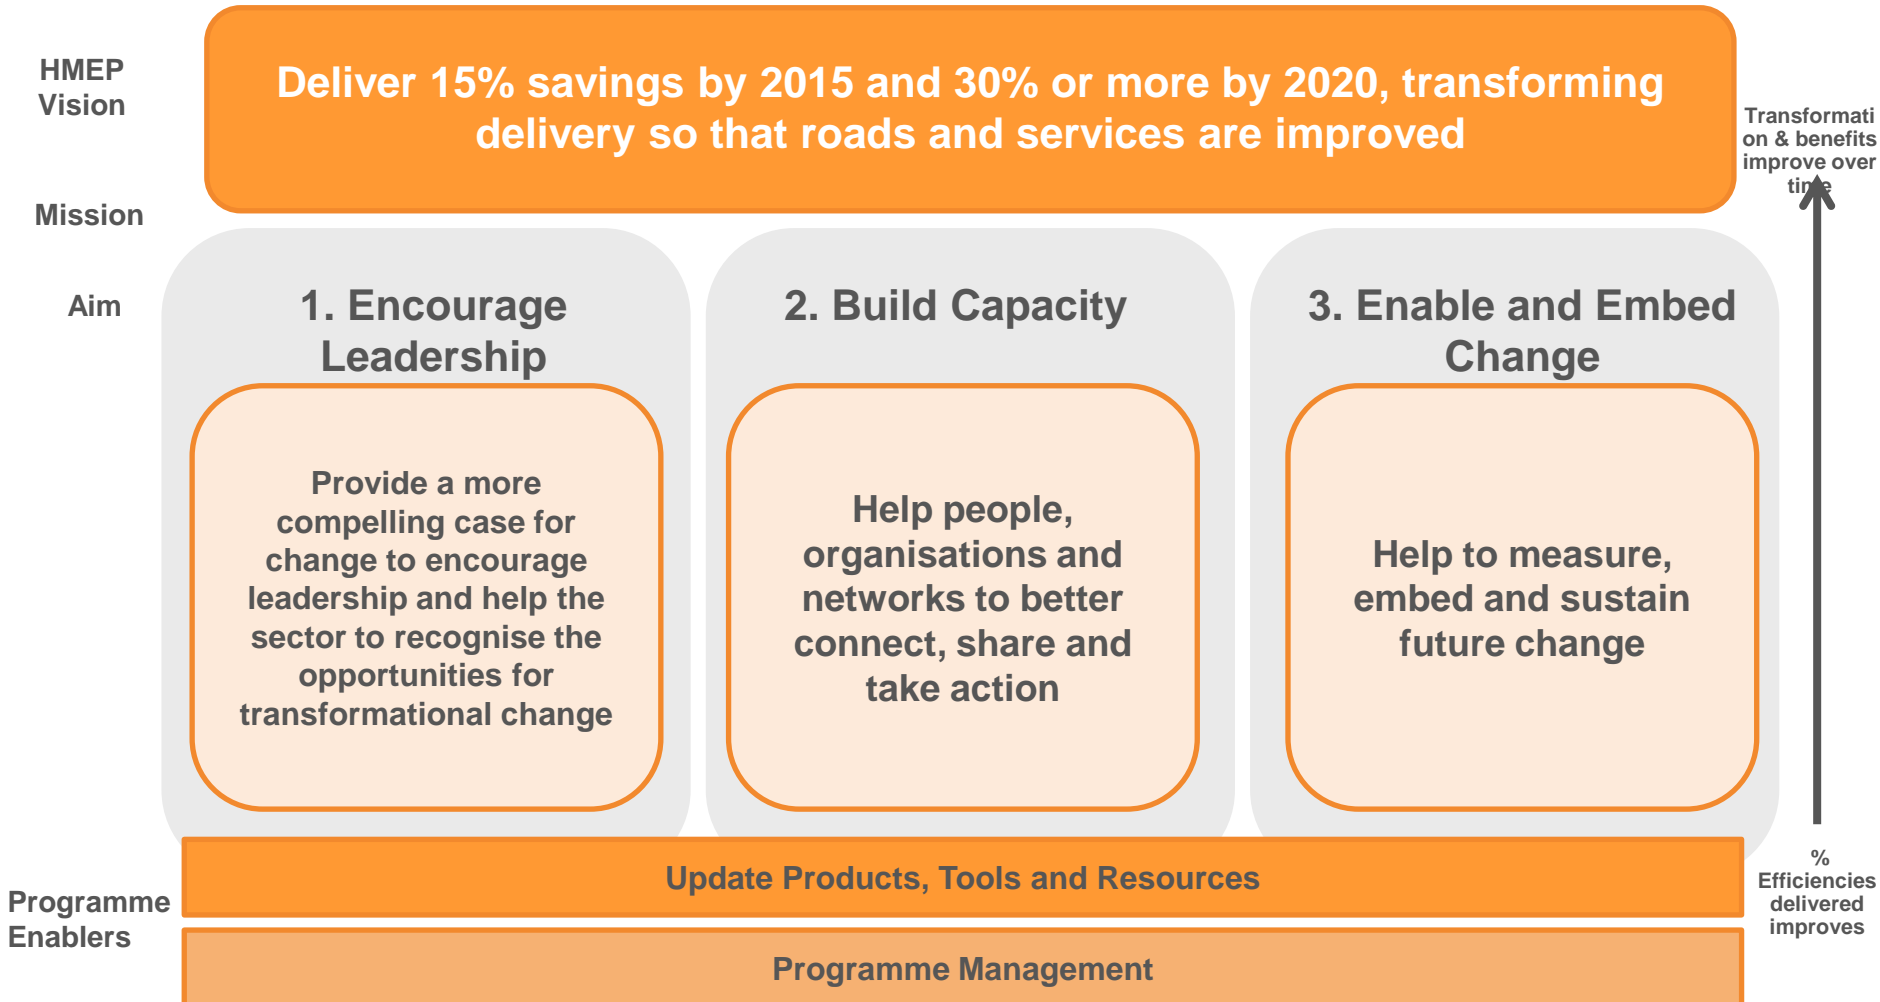 HMEP
Vision
Deliver 15% savings by 2015 and 30% or more by 2020, transforming
delivery so that roads and services are improved
Transformati
on & benefits
improve over
time
Mission
Aim
1. Encourage
Leadership
2. Build Capacity
3. Enable and Embed
Change
Provide a more
compelling case for
change to encourage
leadership and help the
sector to recognise the
opportunities for
transformational change
Help people,
organisations and
networks to better
connect, share and
take action
Help to measure,
embed and sustain
future change
Programme
Enablers
Update Products, Tools and Resources
Programme Management
%
Efficiencies
delivered
improves